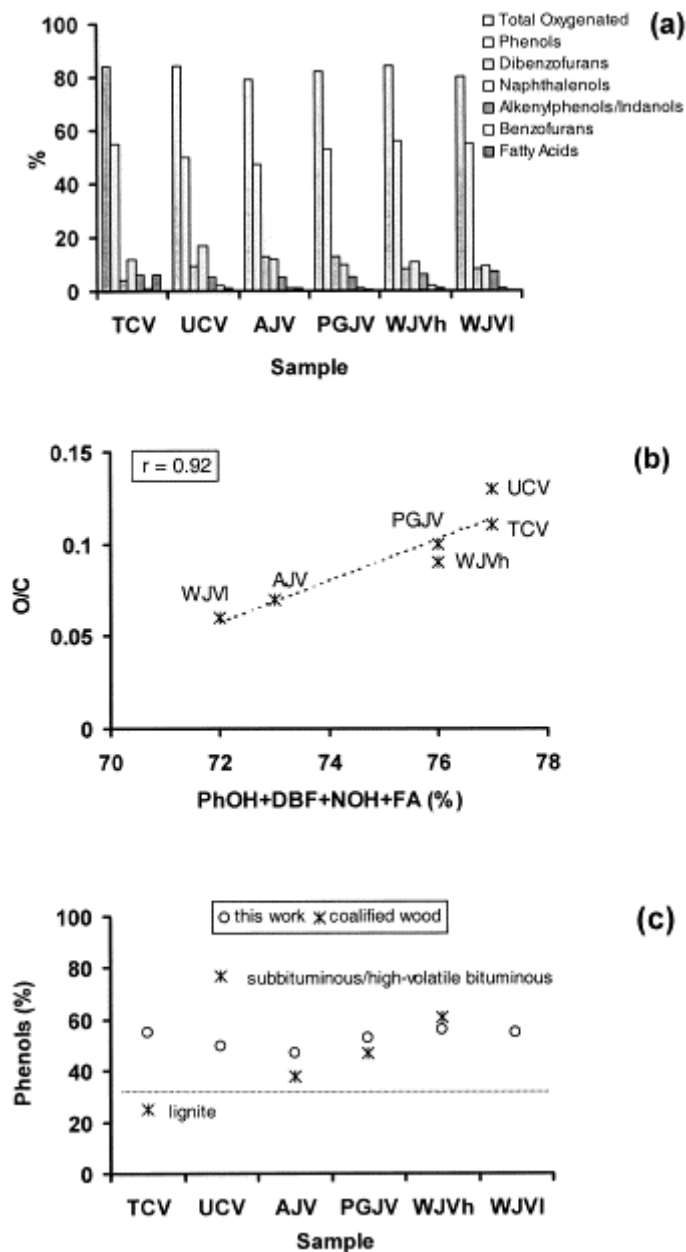 (a)
Total Oxygenated
Phenols
Dibenzofurans
Naphthalenols
Alkenylphenols/Indanols
Benzofurans
Fatty Acids
100
80
60
40
20
0
%
TCV UCV AJV PGJV WJVh WJVl
Sample
(b)
r = 0.92
0.15
0.1
0.05
0
O/C
UCV
TCV
PGJV
WJVh
AJV
WJVl
70 72 74 76 78
PhOH+DBF+NOH+FA (%)
(c)
this work coalified wood
100
80
60
40
20
0
Phenols (%)
subbituminous/high-volatile bituminous
lignite
TCV UCV AJV PGJV WJVh WJVl
Sample